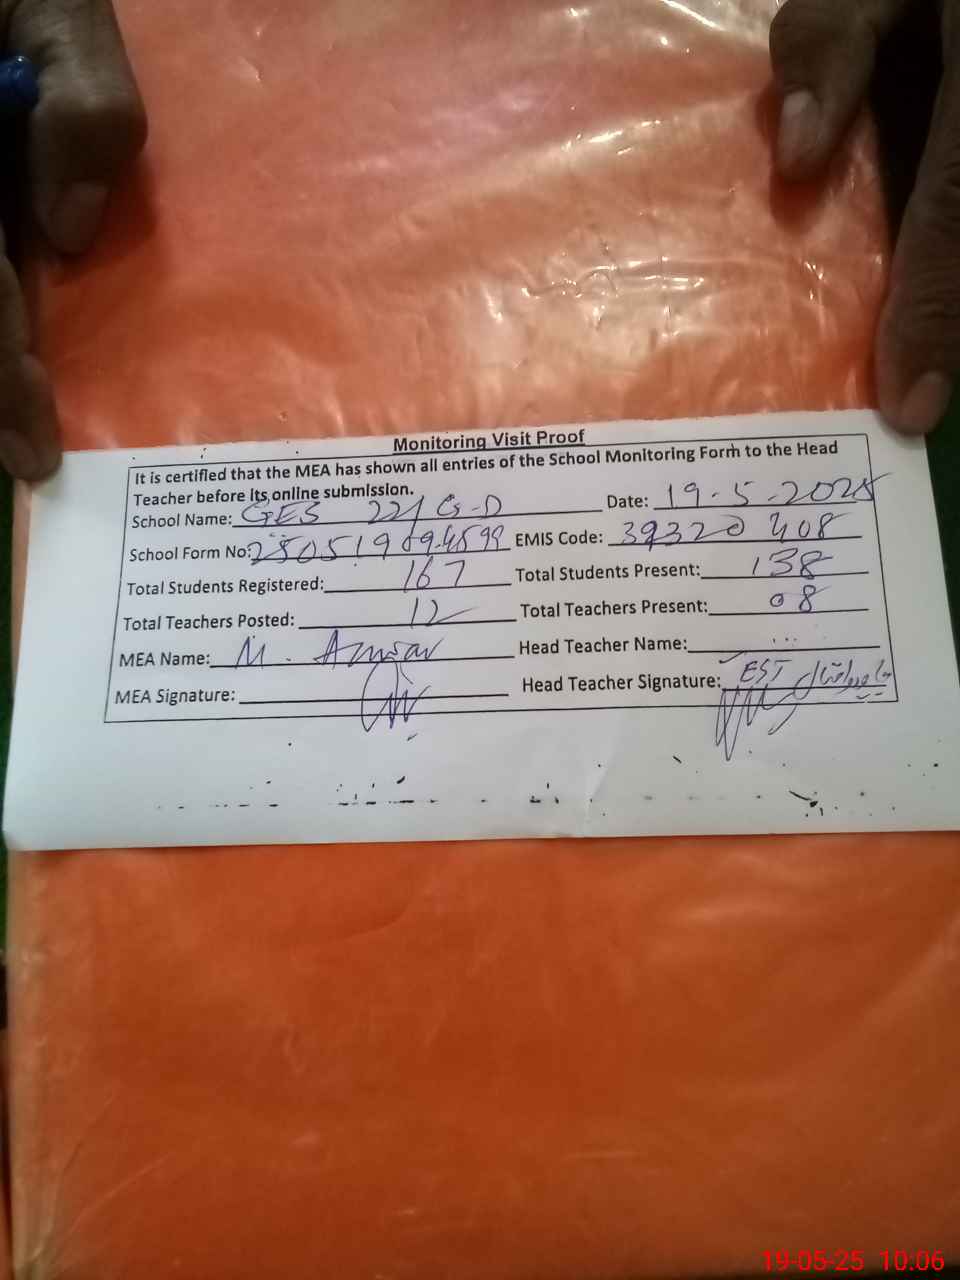 Monitoring Visit Proof
It is certified that the MEA has shown all entries of the School Monitoring Form to the Head
Teacher before its online submission.
School Name: GES 221 G-D Date: 19-5-2025
School Form No: EMIS Code: 39320408
Total Students Registered: 167 Total Students Present: 138
Total Teachers Posted: 12 Total Teachers Present: 08
MEA Name: M. Head Teacher Name:
MEA Signature: Head Teacher Signature: EST
19-05-25 10:06